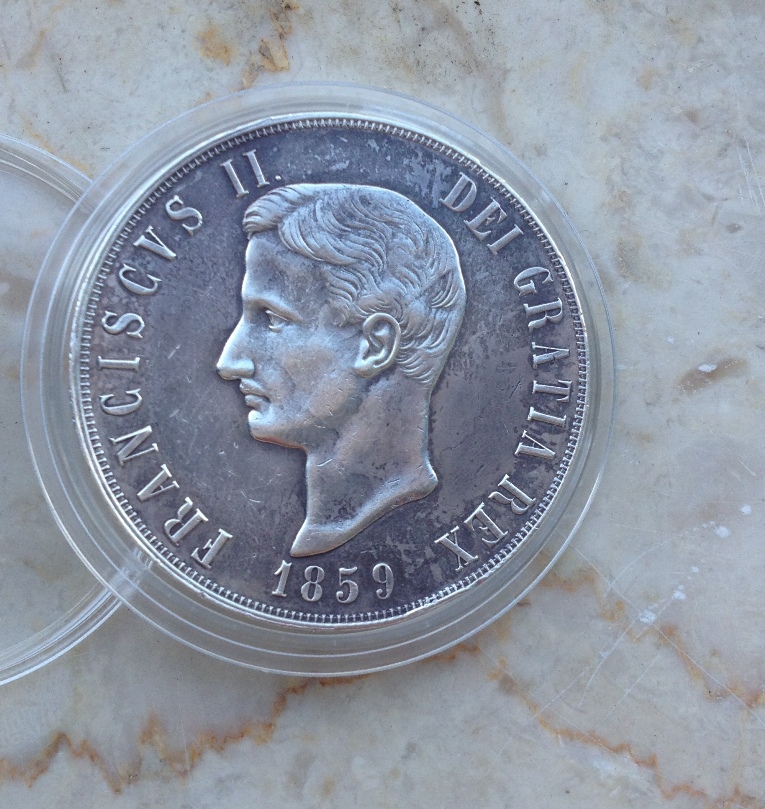 FRANCISCVS II. DEI GRATIA REX
1859